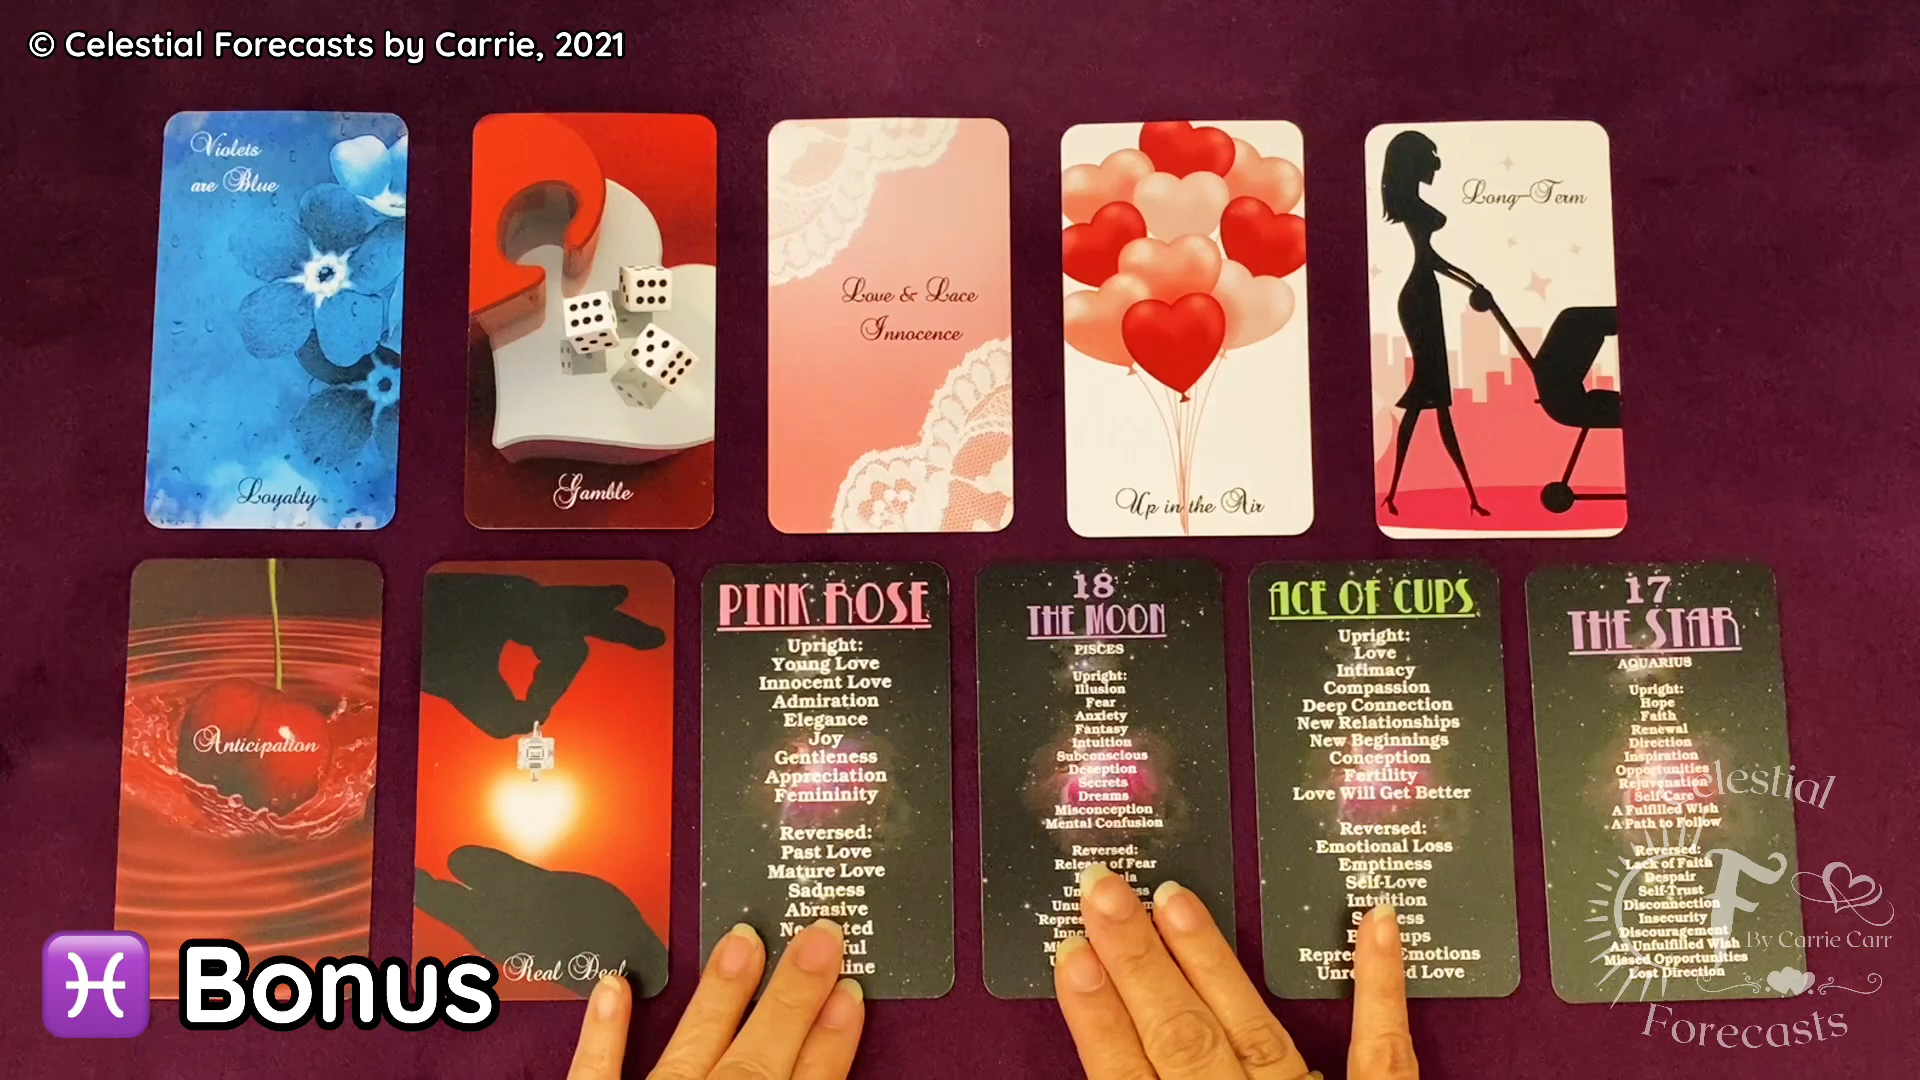 © Celestial Forecasts by Carrie, 2021
Violets
are Blue
Loyalty
Gamble
Love & Lace
Innocence
Up in the Air
Long-Term
Anticipation
Real Deal
PINK ROSE
Upright:
Young Love
Innocent Love
Admiration
Elegance
Joy
Gentleness
Appreciation
Femininity
Reversed:
Past Love
Mature Love
Sadness
Abrasive
18
THE MOON
PISCES
Upright:
Illusion
Fear
Anxiety
Fantasy
Intuition
Subconscious
Deception
Secrets
Dreams
Misconception
Mental Confusion
Reversed:
Release of Fear
ACE OF CUPS
Upright:
Love
Intimacy
Compassion
Deep Connection
New Relationships
New Beginnings
Conception
Fertility
Love Will Get Better
Reversed:
Emotional Loss
Emptiness
Self-Love
Intuition
Emotions
Love
17
THE STAR
AQUARIUS
Upright:
Hope
Faith
Renewal
Direction
Inspiration
Opportunities
Rejuvenation
Self-Care
A Fulfilled Wish
A Path to Follow
Reversed:
Lack of Faith
Despair
Self-Trust
Disconnection
Insecurity
Discouragement
An Unfulfilled Wish
Missed Opportunities
Lost Direction
♓ Bonus
Celestial
By Carrie Carr
Forecasts